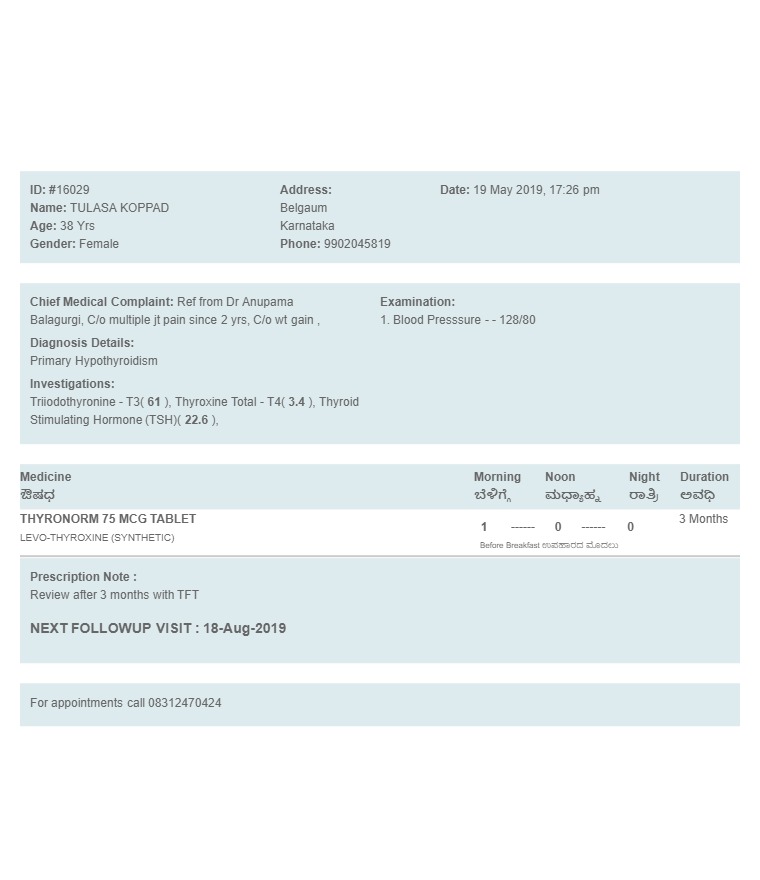 ID: #16029
Name: TULASA KOPPAD
Age: 38 Yrs
Gender: Female
Address:
Belgaum
Karnataka
Phone: 9902045819
Date: 19 May 2019, 17:26 pm
Chief Medical Complaint: Ref from Dr Anupama
Balagurgi, C/o multiple jt pain since 2 yrs, C/o wt gain ,
Diagnosis Details:
Primary Hypothyroidism
Investigations:
Triiodothyronine - T3( 61 ), Thyroxine Total - T4( 3.4 ), Thyroid
Stimulating Hormone (TSH)( 22.6 ),
Examination:
1. Blood Presssure - - 128/80
Medicine Morning Noon Night Duration
ಔಷಧ ಬೆಳಿಗ್ಗೆ ಮಧ್ಯಾಹ್ನ ರಾತ್ರಿ ಅವಧಿ
THYRONORM 75 MCG TABLET 1 ------ 0 ------ 0 3 Months
LEVO-THYROXINE (SYNTHETIC) Before Breakfast ಉಪಹಾರದ ಮೊದಲು
Prescription Note :
Review after 3 months with TFT
NEXT FOLLOWUP VISIT : 18-Aug-2019
For appointments call 08312470424